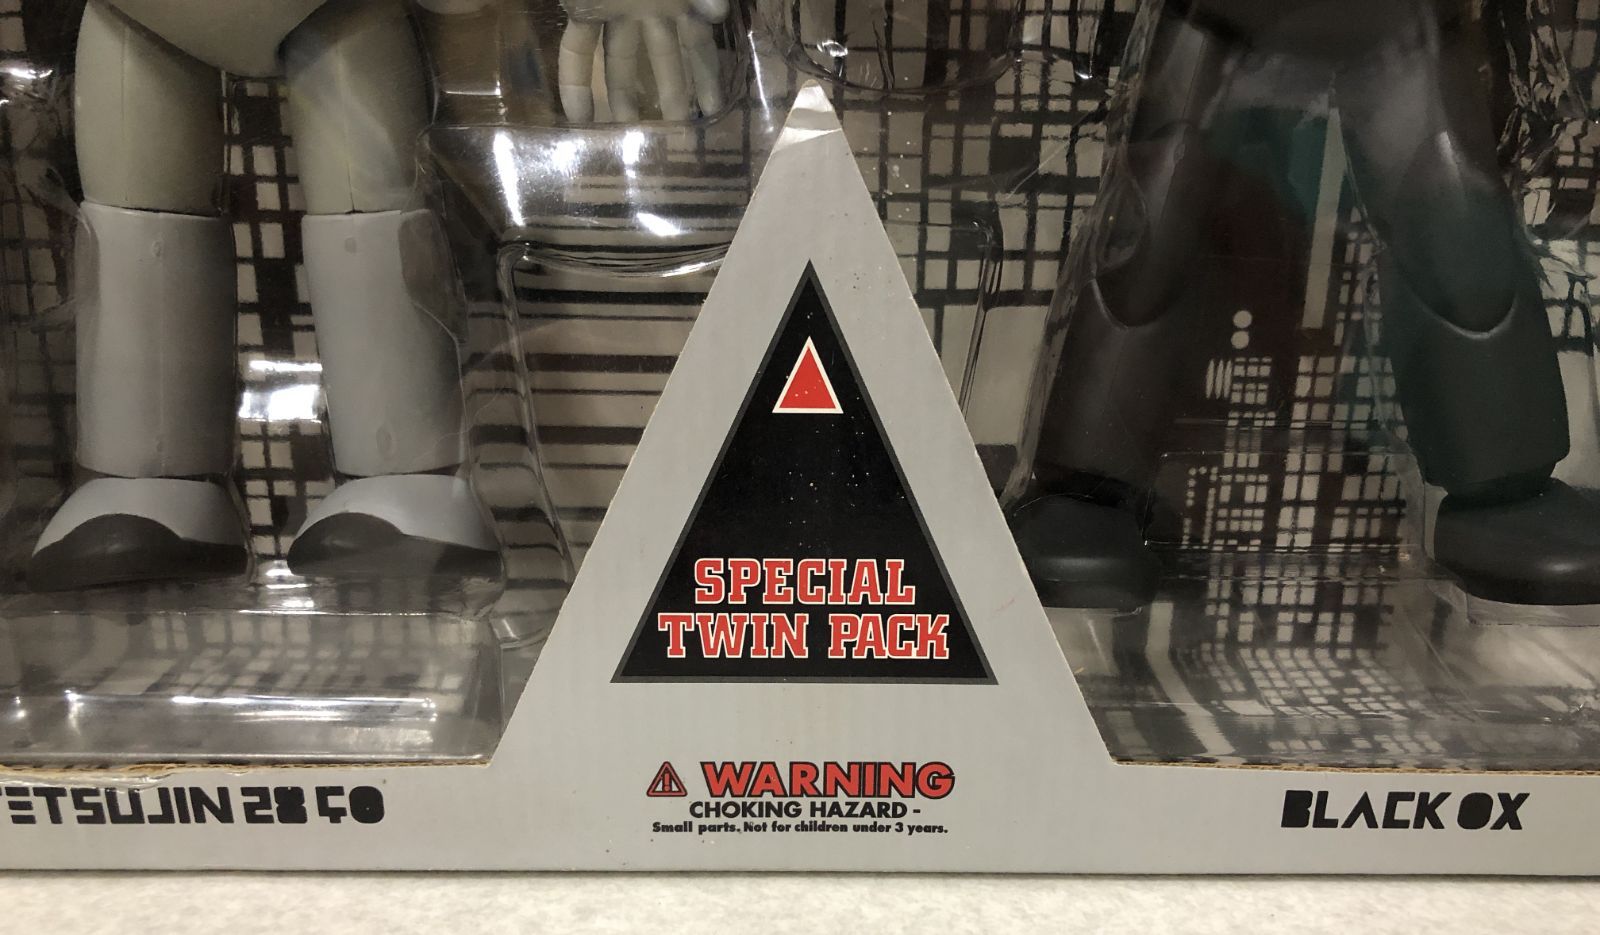 SPECIAL
TWIN PACK
WARNING
CHOKING HAZARD -
Small parts. Not for children under 3 years.
TETSUJIN 28 GO
BLACK OX